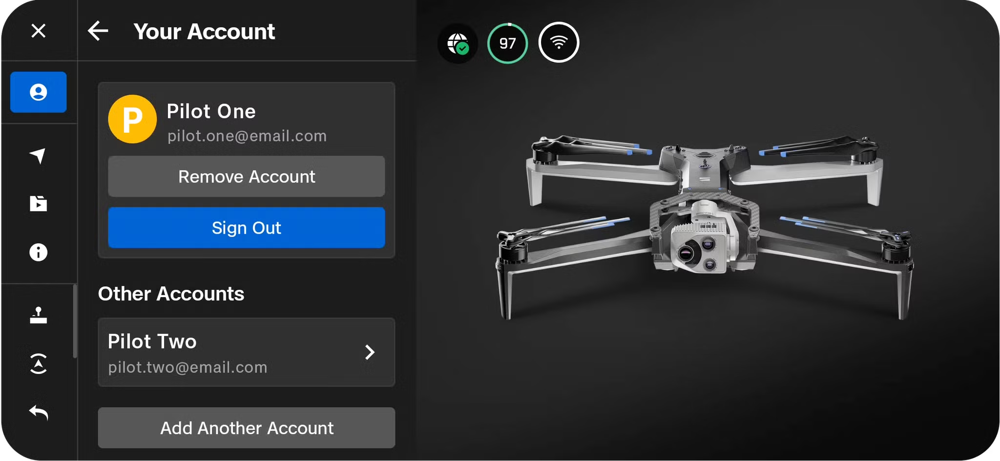 Your Account
97
P
Pilot One
pilot.one@email.com
Remove Account
Sign Out
Other Accounts
Pilot Two
pilot.two@email.com
Add Another Account